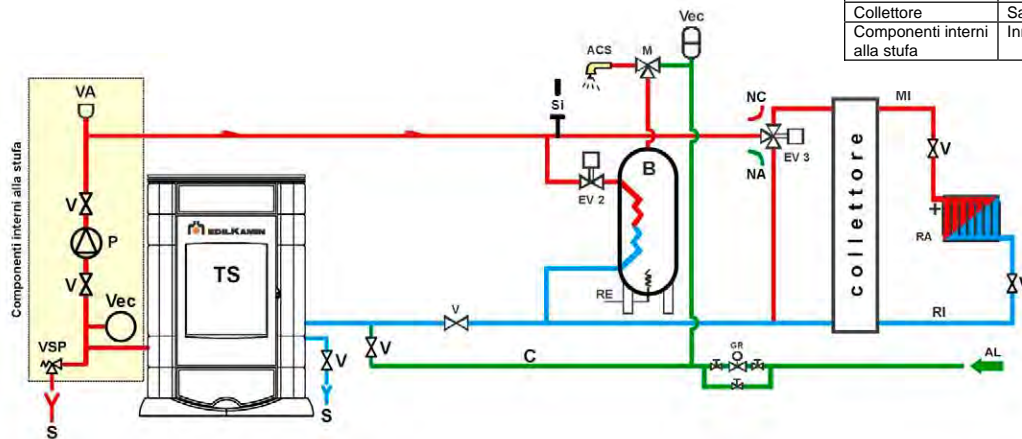 Collettore
Componenti interni
alla stufa
Vec
ACS
M
Componenti interni alla stufa
VA
Si
NC
MI
V
EV 3
NA
B
EV 2
V
P
V
EDILKAMIN
TS
collettore
+
RA
V
Vec
RE
V
RI
VSP
V
V
C
GR
AL
S
S